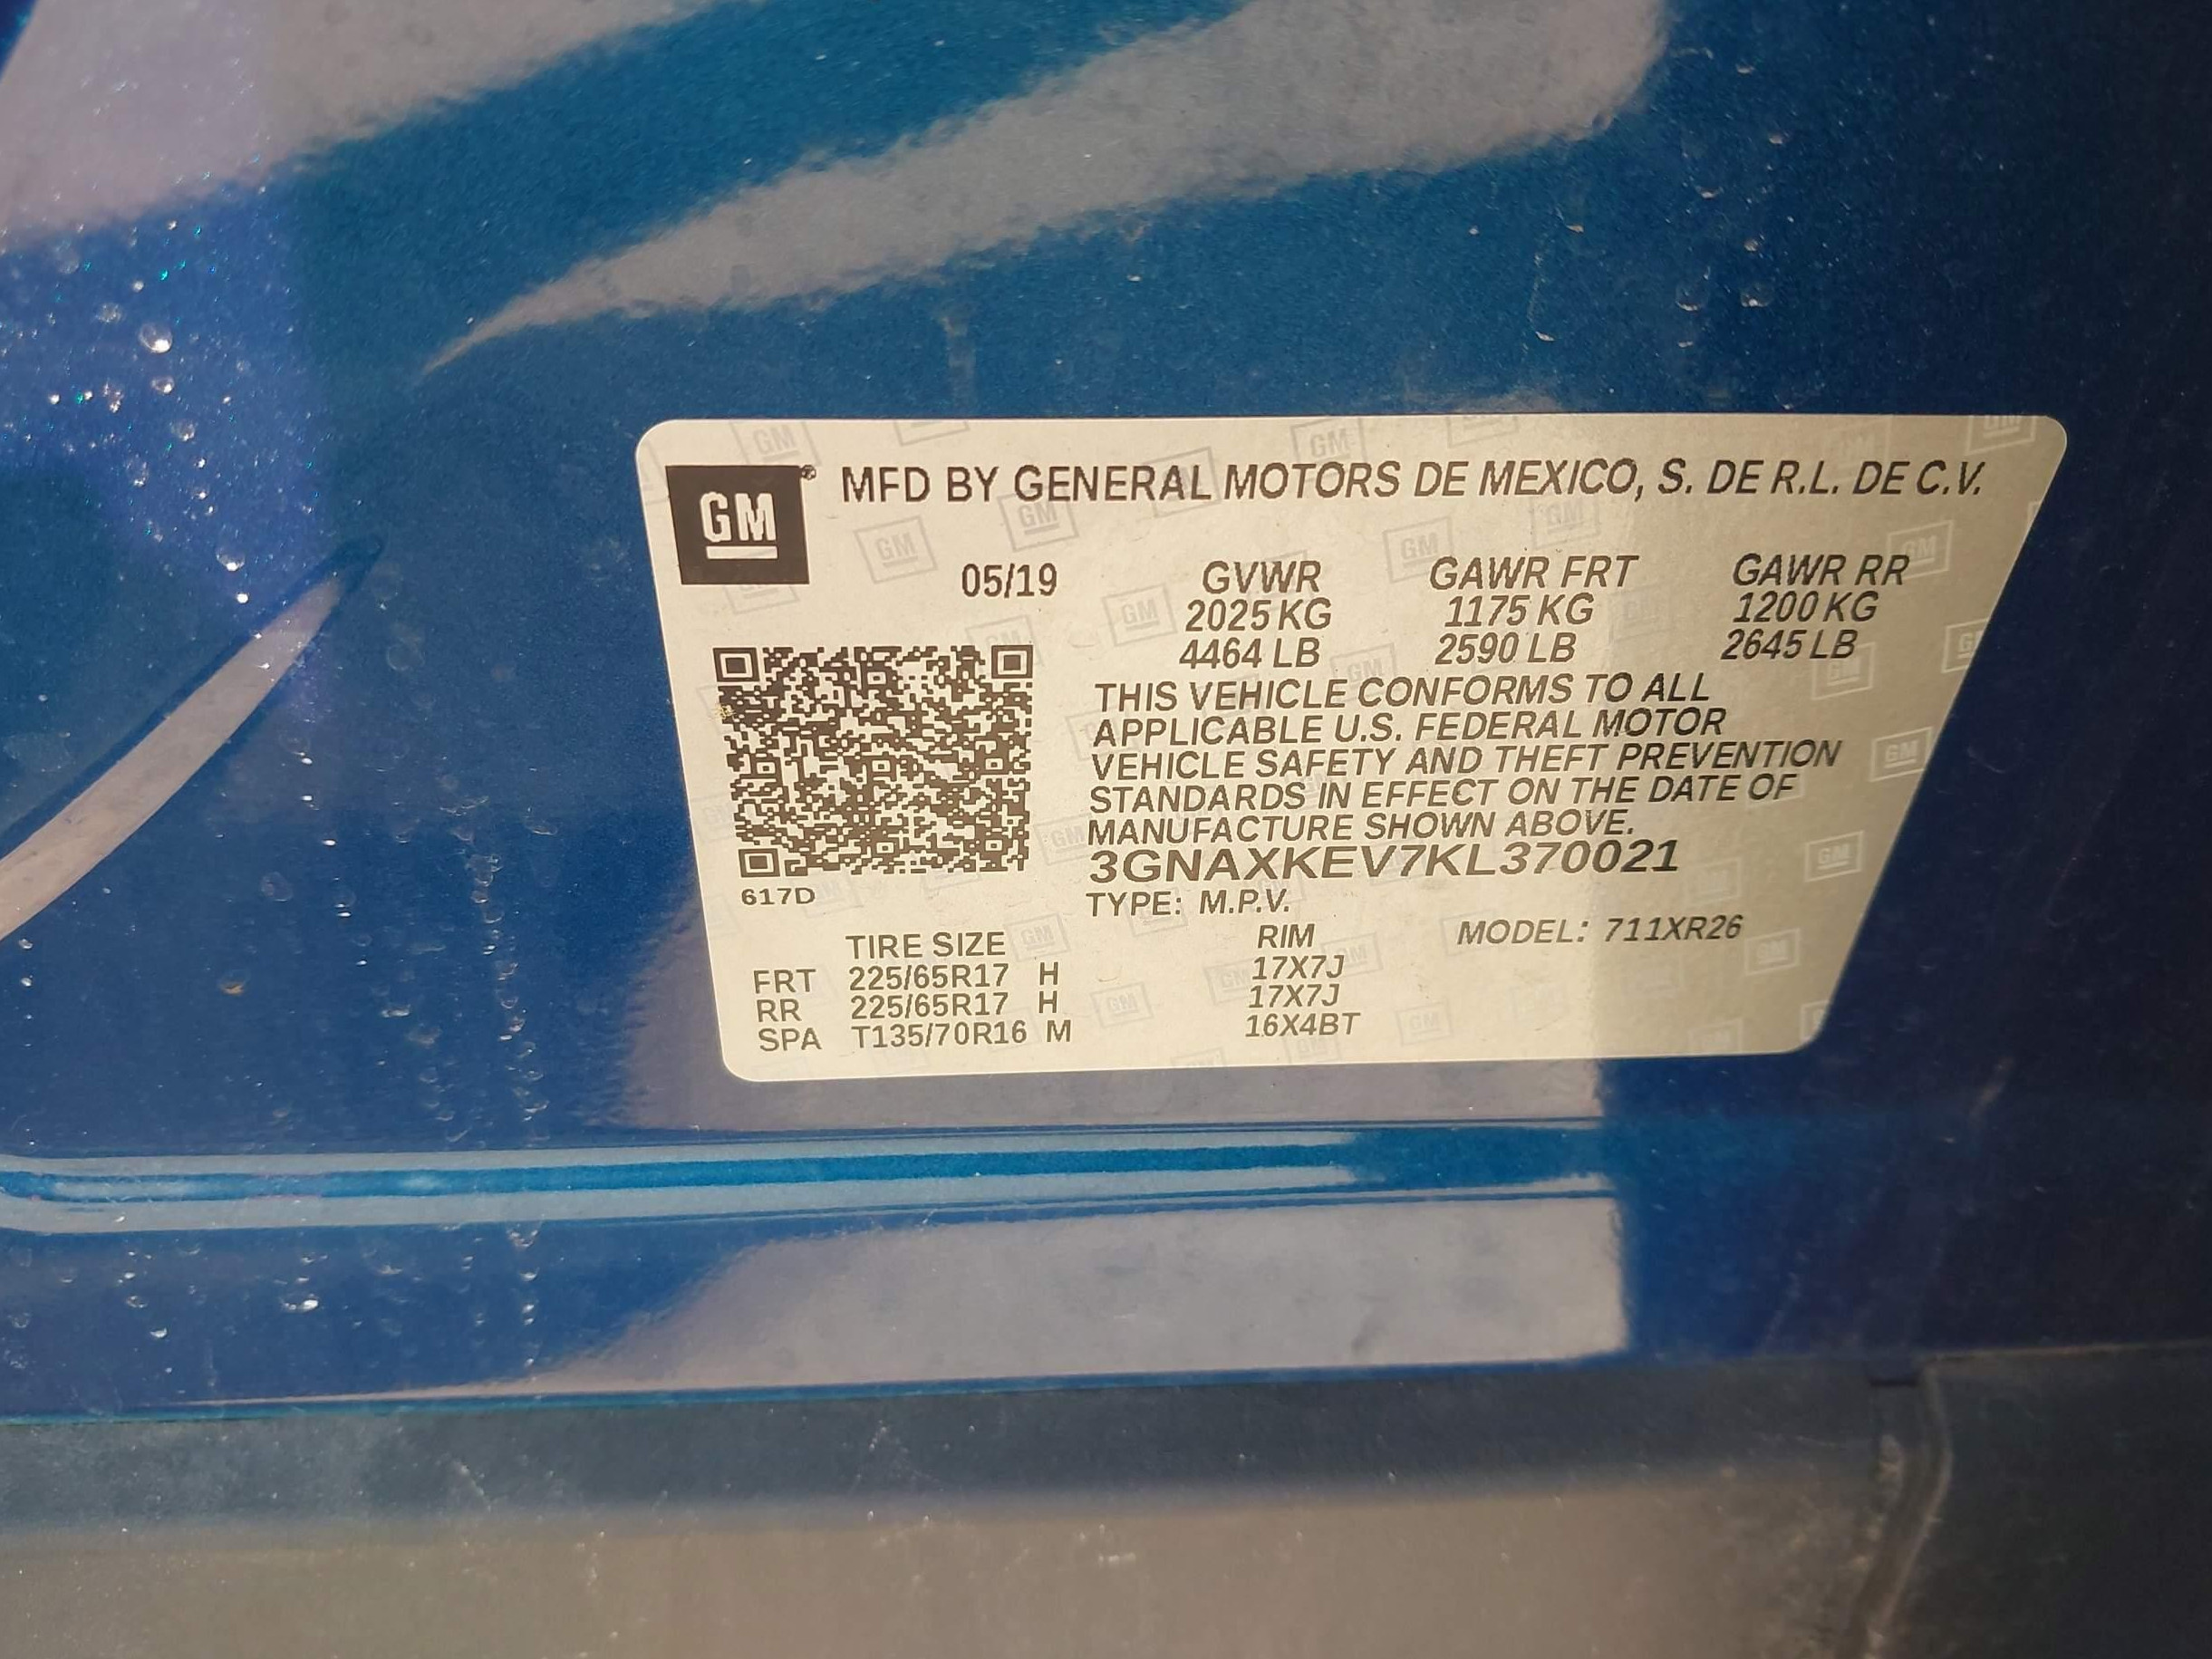 GM® MFD BY GENERAL MOTORS DE MEXICO, S. DE R.L. DE C.V.
05/19 GVWR GAWR FRT GAWR RR
2025 KG 1175 KG 1200 KG
4464 LB 2590 LB 2645 LB
THIS VEHICLE CONFORMS TO ALL
APPLICABLE U.S. FEDERAL MOTOR
VEHICLE SAFETY AND THEFT PREVENTION
STANDARDS IN EFFECT ON THE DATE OF
MANUFACTURE SHOWN ABOVE.
3GNAXKEV7KL370021
617D
TYPE: M.P.V.
TIRE SIZE RIM MODEL: 711XR26
FRT 225/65R17 H 17X7J
RR 225/65R17 H 17X7J
SPA T135/70R16 M 16X4BT